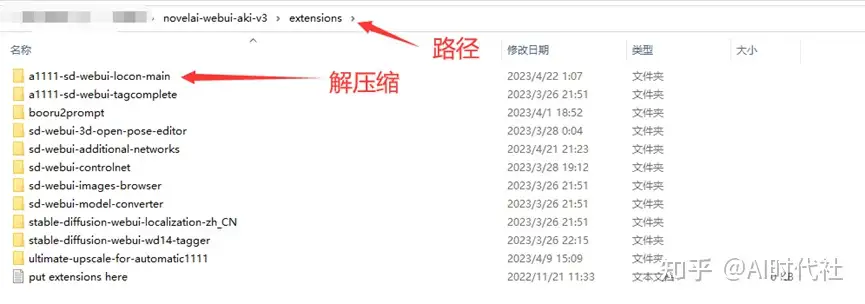 novelai-webui-aki-v3 > extensions >
路径
名称 修改日期 类型 大小
a1111-sd-webui-locon-main 2023/4/22 1:07 文件夹
解压缩
a1111-sd-webui-tagcomplete 2023/3/26 21:51 文件夹
booru2prompt 2023/4/1 18:52 文件夹
sd-webui-3d-open-pose-editor 2023/3/28 0:04 文件夹
sd-webui-additional-networks 2023/4/21 21:23 文件夹
sd-webui-controlnet 2023/3/28 19:12 文件夹
sd-webui-images-browser 2023/3/26 21:51 文件夹
sd-webui-model-converter 2023/3/26 21:51 文件夹
stable-diffusion-webui-localization-zh_CN 2023/3/26 21:51 文件夹
stable-diffusion-webui-wd14-tagger 2023/3/26 22:15 文件夹
ultimate-upscale-for-automatic1111 2023/4/9 15:09 文件夹
put extensions here 2022/11/21 11:33 文本文档 0 KB
知乎 @AI时代社